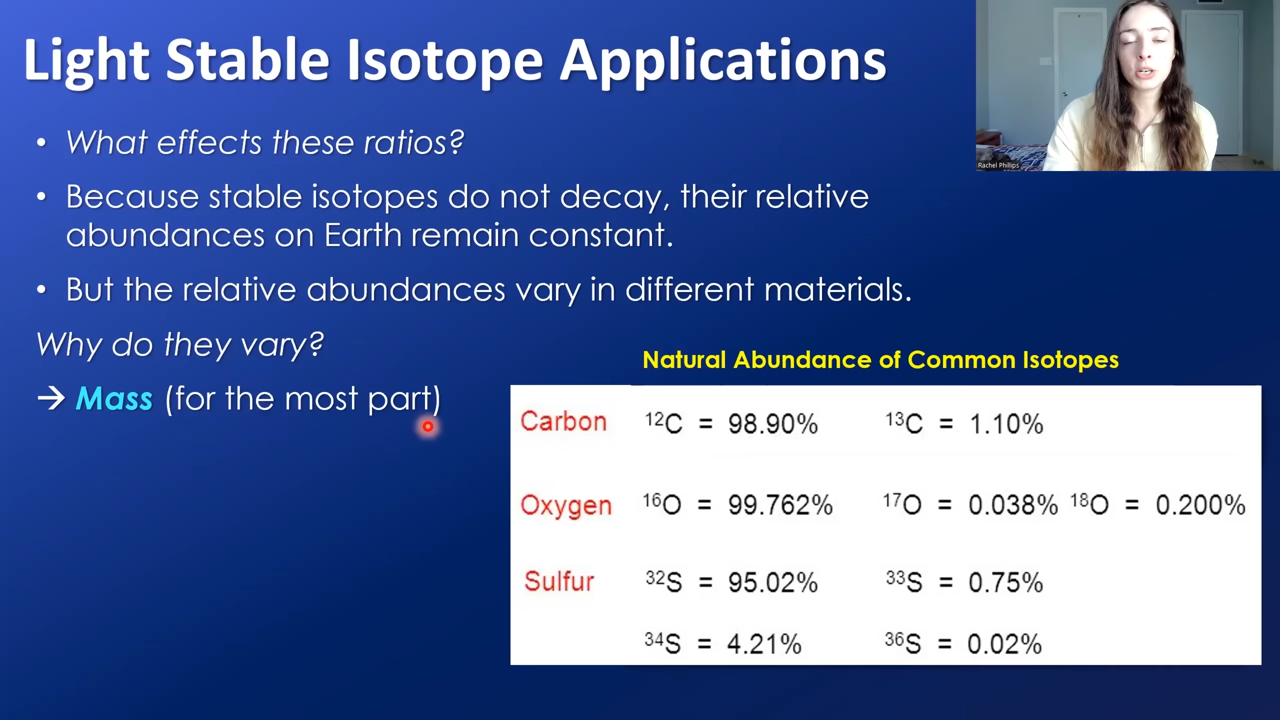 Light Stable Isotope Applications
• What effects these ratios?
• Because stable isotopes do not decay, their relative
abundances on Earth remain constant.
• But the relative abundances vary in different materials.
Why do they vary?
→ Mass (for the most part)
Rachel Phillips
Natural Abundance of Common Isotopes
Carbon ¹²C = 98.90% ¹³C = 1.10%
Oxygen ¹⁶O = 99.762% ¹⁷O = 0.038% ¹⁸O = 0.200%
Sulfur ³²S = 95.02% ³³S = 0.75%
³⁴S = 4.21% ³⁶S = 0.02%